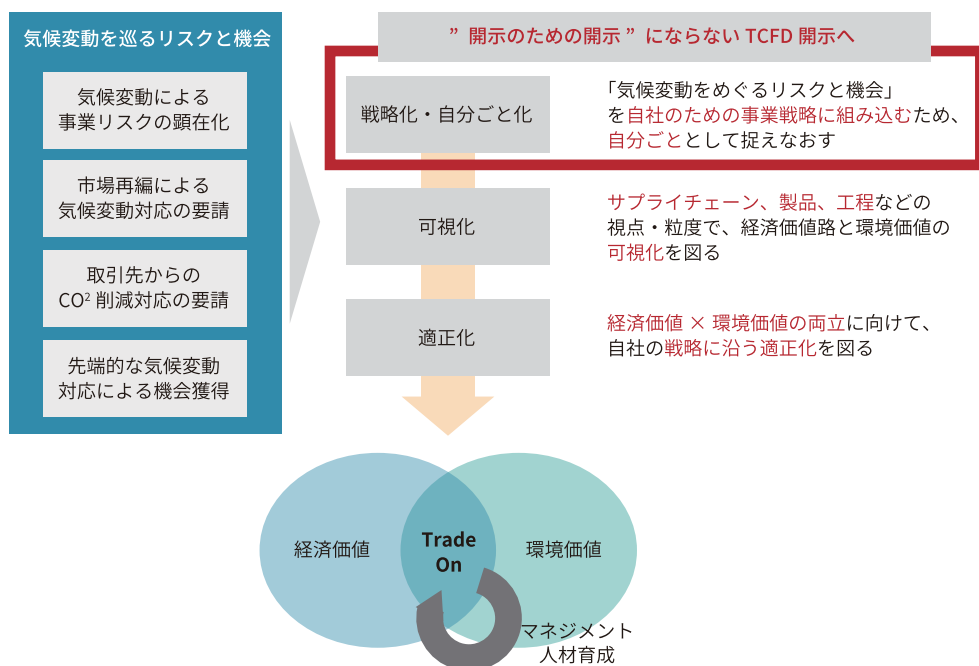 気候変動を巡るリスクと機会
気候変動による
事業リスクの顕在化
市場再編による
気候変動対応の要請
取引先からの
CO² 削減対応の要請
先端的な気候変動
対応による機会獲得
” 開示のための開示 ” にならない TCFD 開示へ
戦略化・自分ごと化
「気候変動をめぐるリスクと機会」
を自社のための事業戦略に組み込むため、
自分ごととして捉えなおす
可視化
サプライチェーン、製品、工程などの
視点・粒度で、経済価値路と環境価値の
可視化を図る
適正化
経済価値 × 環境価値の両立に向けて、
自社の戦略に沿う適正化を図る
経済価値
Trade
On
環境価値
マネジメント
人材育成